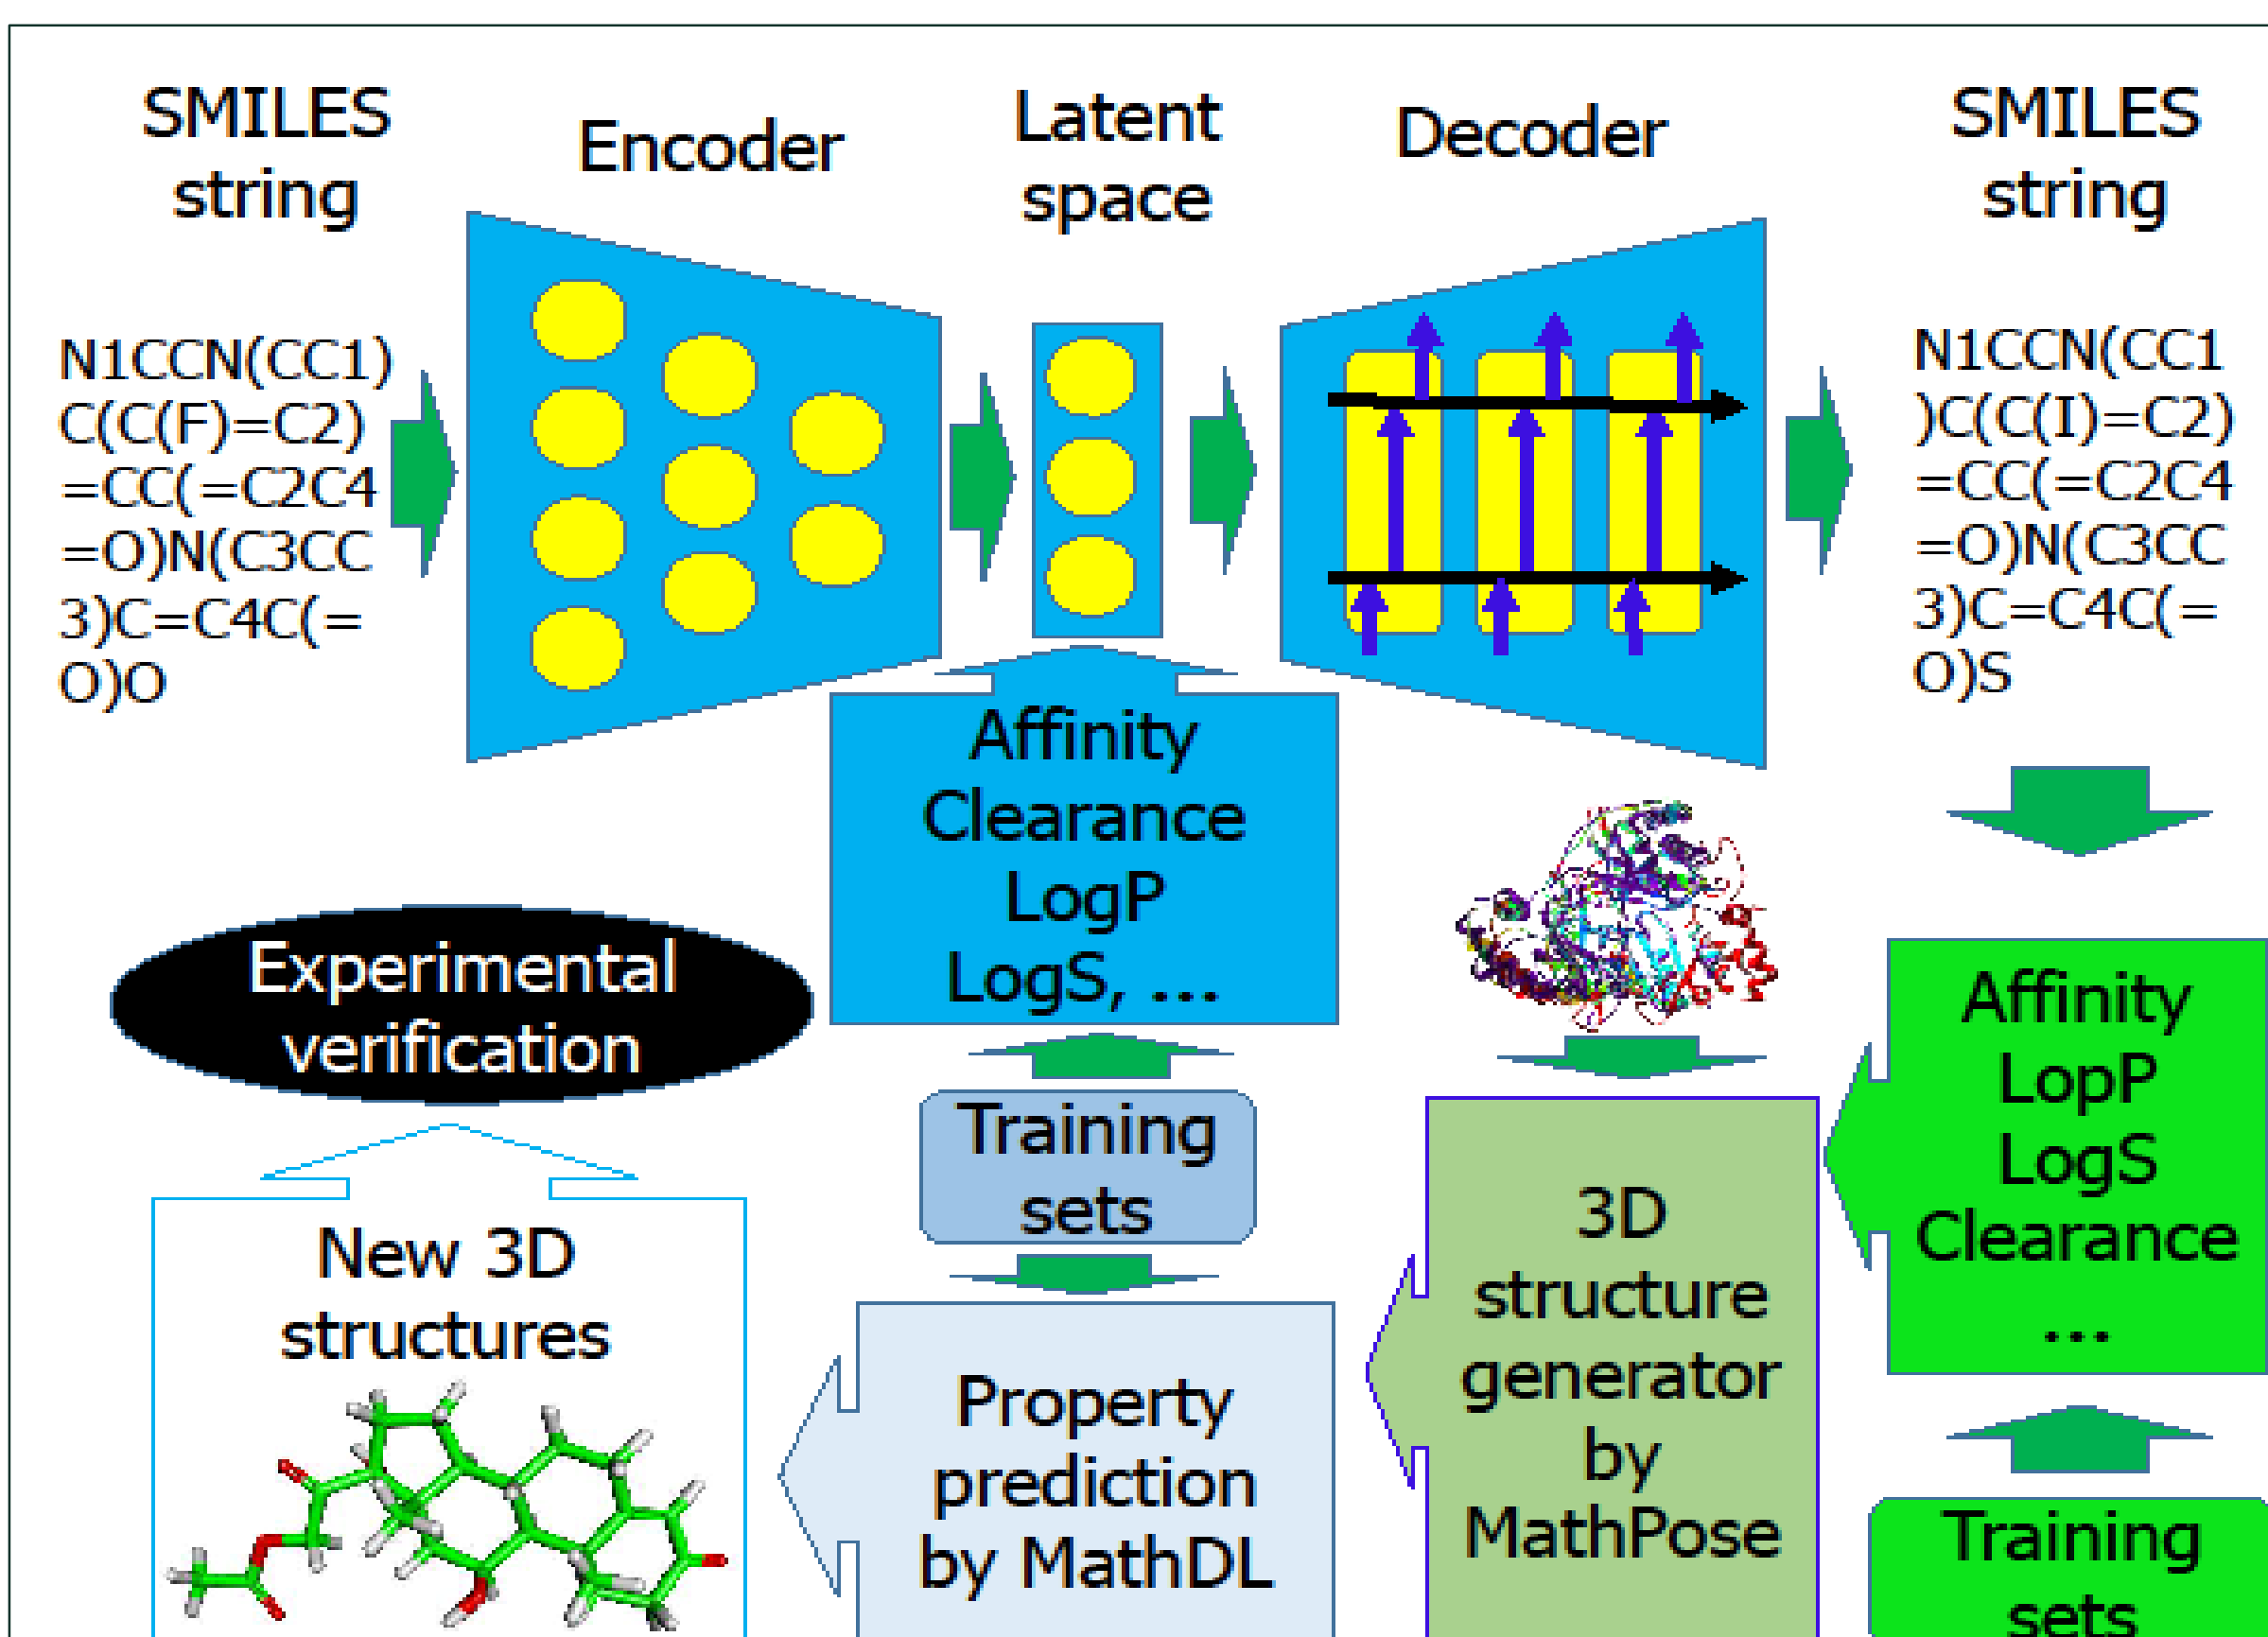 SMILES
string
Encoder
Latent
space
Decoder
SMILES
string
N1CCN(CC1)
C(C(F)=C2)
=CC(=C2C4
=O)N(C3CC
3)C=C4C(=
O)O
N1CCN(CC1
)C(C(I)=C2)
=CC(=C2C4
=O)N(C3CC
3)C=C4C(=
O)S
Affinity
Clearance
LogP
LogS, ...
Experimental
verification
Affinity
LopP
LogS
Clearance
...
Training
sets
3D
structure
generator
by
MathPose
New 3D
structures
Property
prediction
by MathDL
Training
sets